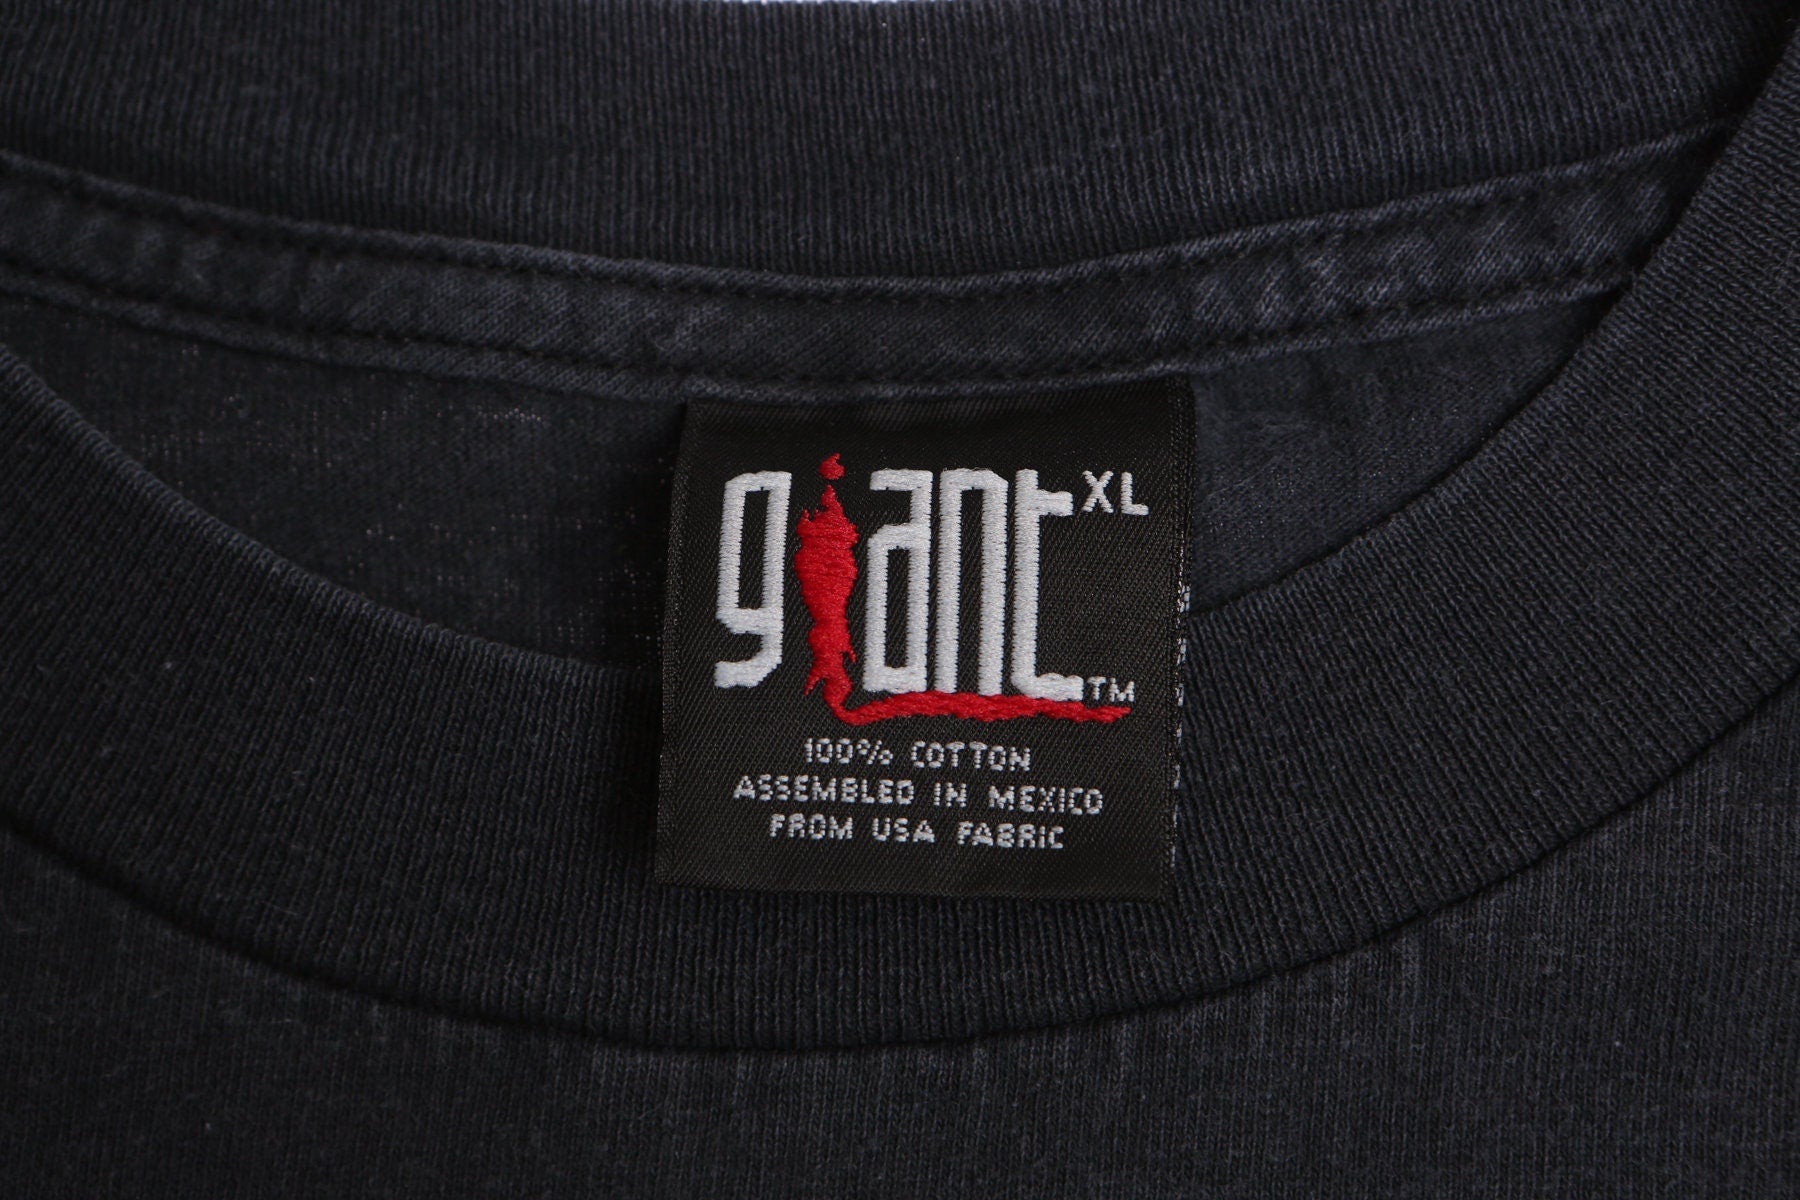 giant XL
TM
100% COTTON
ASSEMBLED IN MEXICO
FROM USA FABRIC